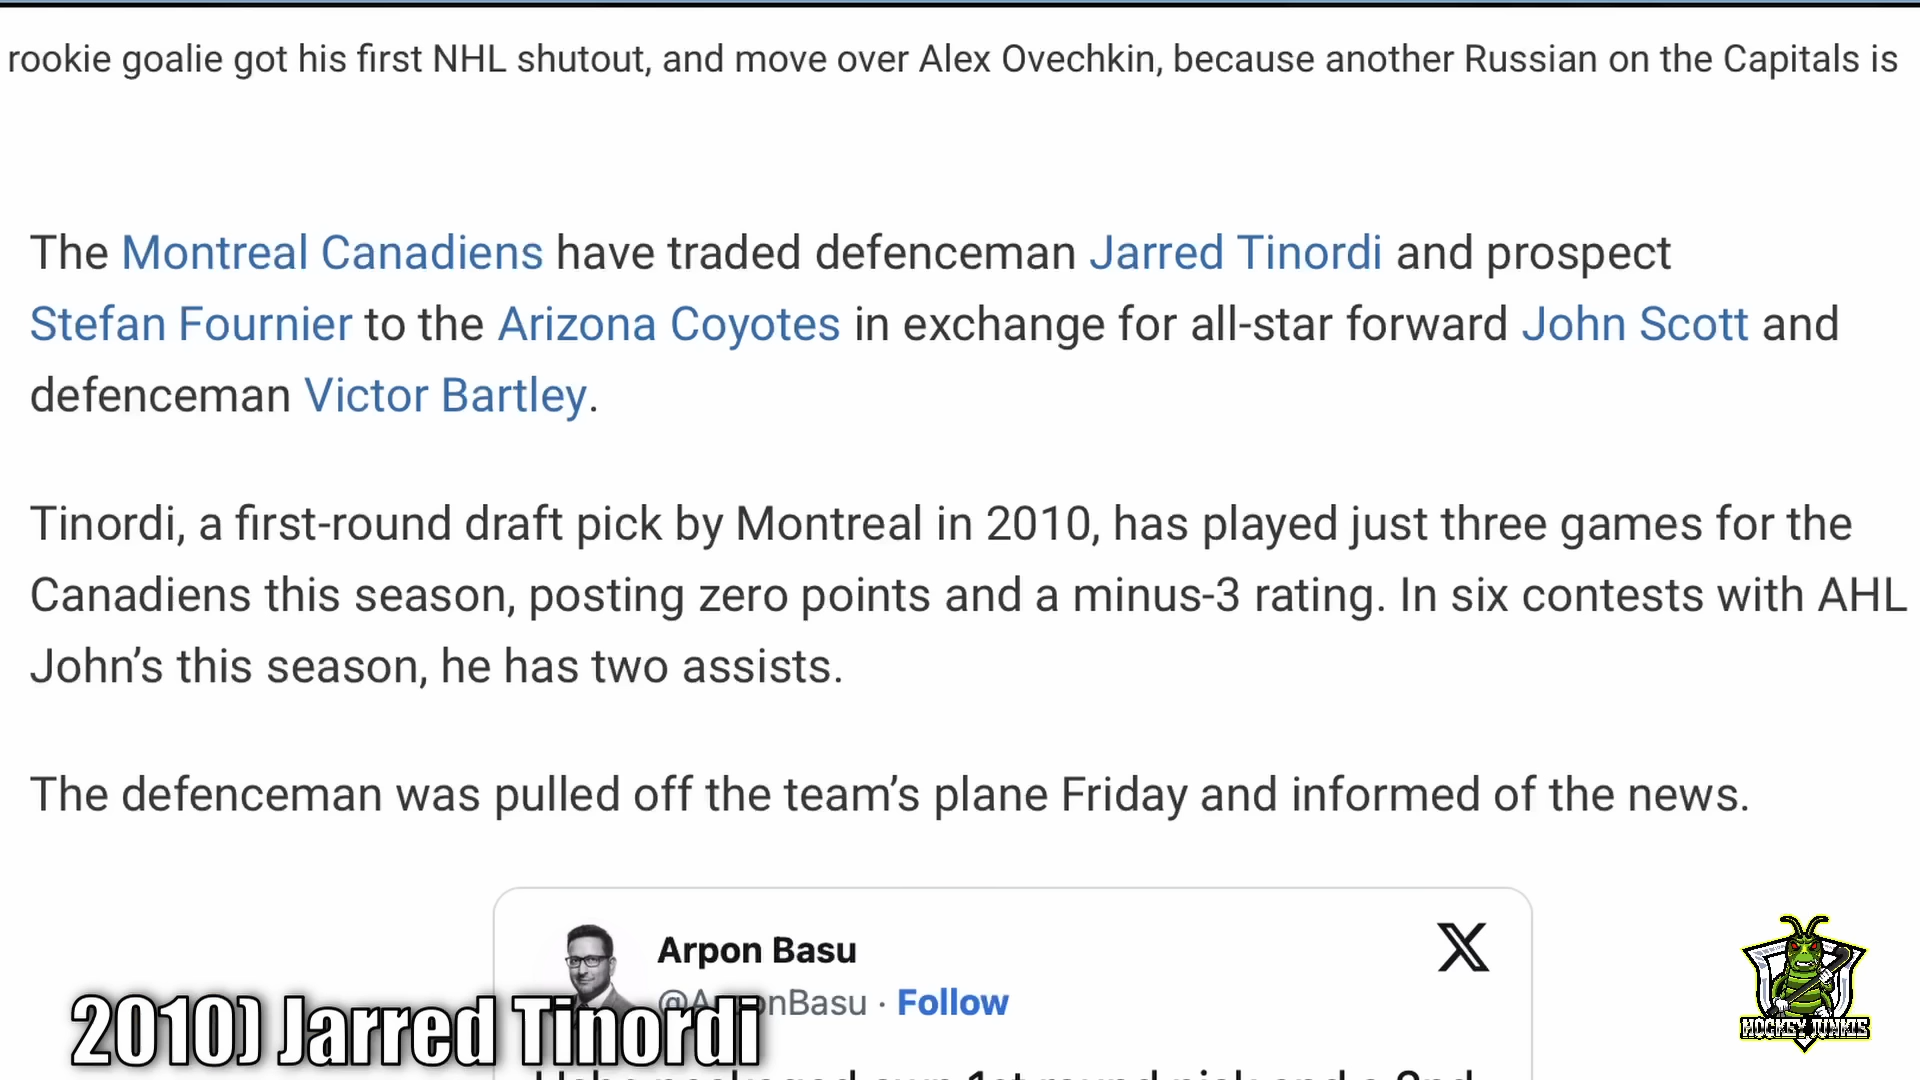 rookie goalie got his first NHL shutout, and move over Alex Ovechkin, because another Russian on the Capitals is
The Montreal Canadiens have traded defenceman Jarred Tinordi and prospect
Stefan Fournier to the Arizona Coyotes in exchange for all-star forward John Scott and
defenceman Victor Bartley.
Tinordi, a first-round draft pick by Montreal in 2010, has played just three games for the
Canadiens this season, posting zero points and a minus-3 rating. In six contests with AHL
John’s this season, he has two assists.
The defenceman was pulled off the team’s plane Friday and informed of the news.
Arpon Basu
@ArponBasu · Follow
2010) Jarred Tinordi
HOCKEY JUNKIES